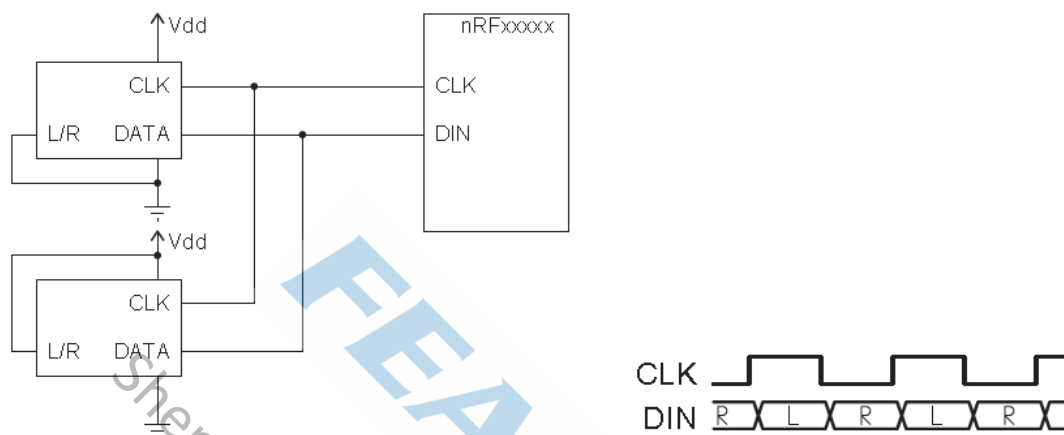 Vdd
nRFxxxxx
CLK
CLK
L/R
DATA
DIN
Vdd
CLK
L/R
DATA
CLK
DIN R L R L R